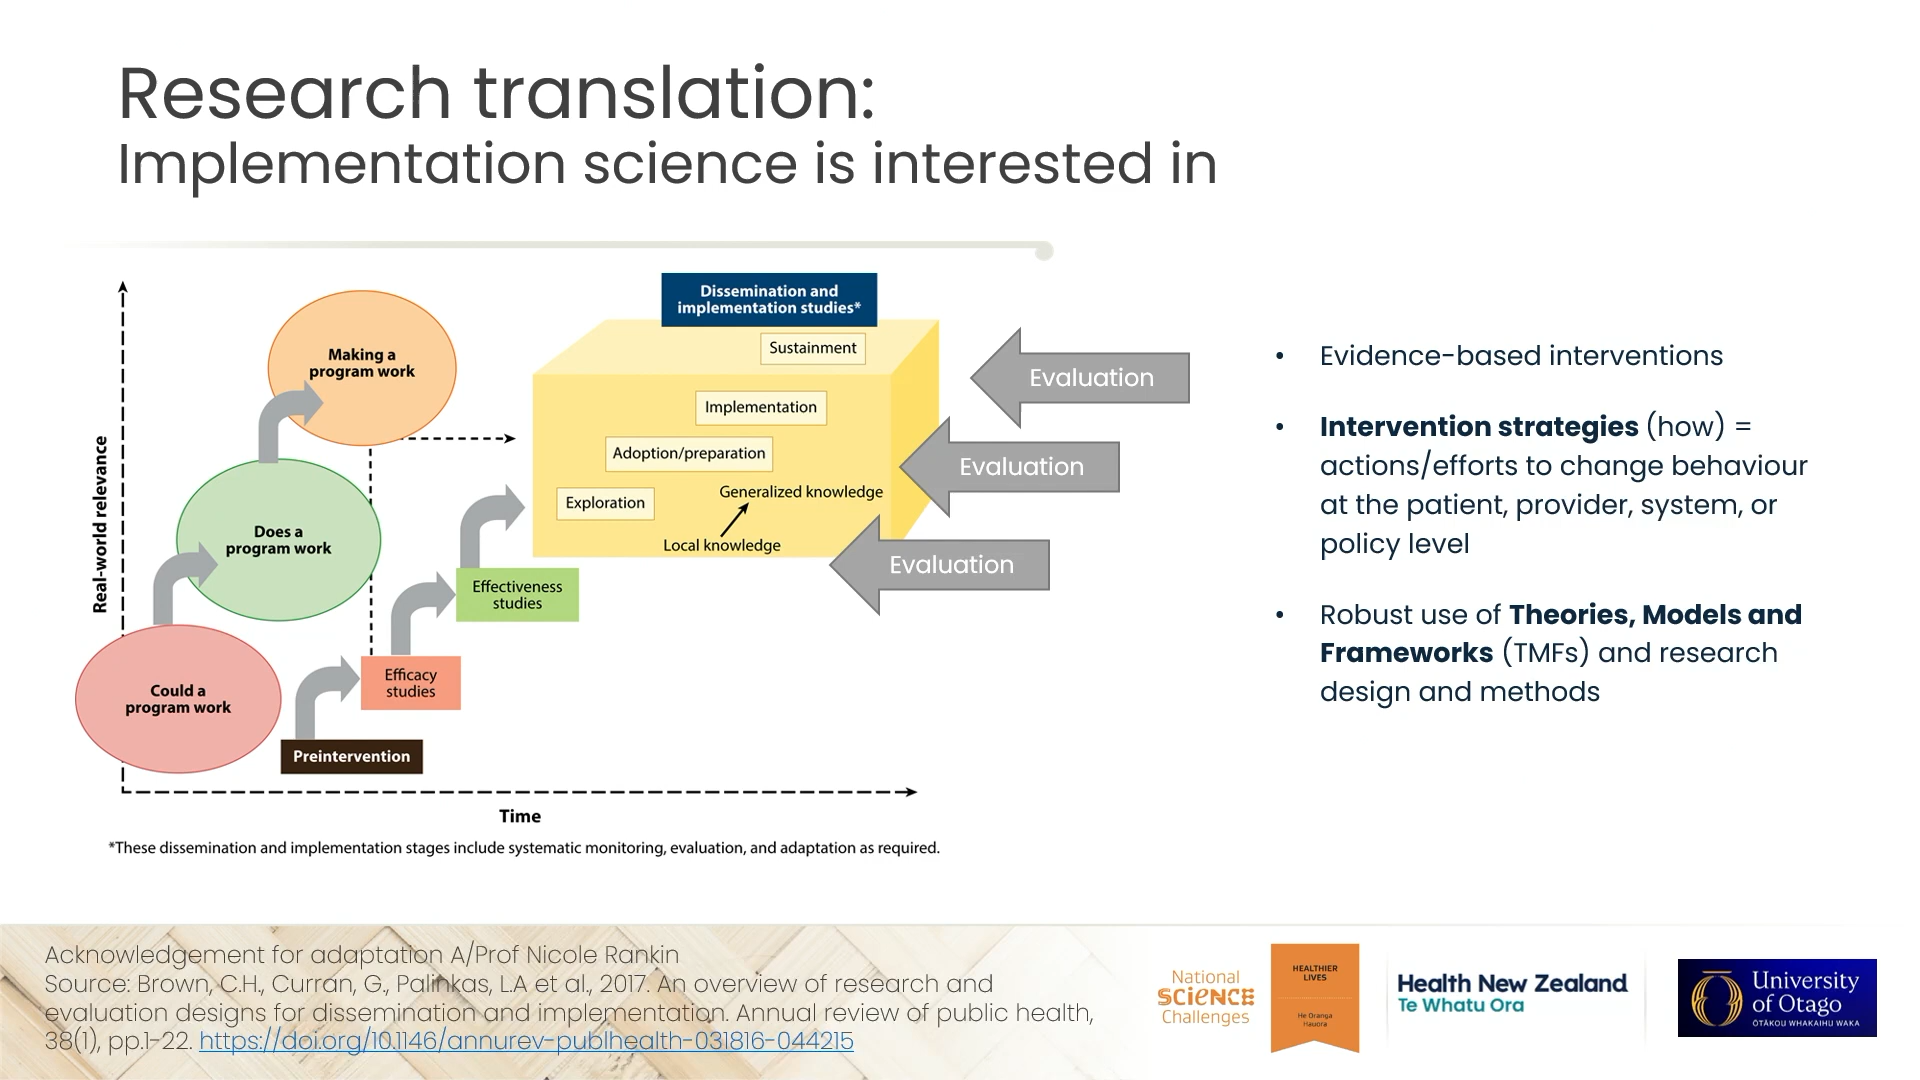 Research translation:
Implementation science is interested in
Dissemination and
implementation studies*
Sustainment
Implementation
Adoption/preparation
Exploration
Generalized knowledge
Local knowledge
Making a
program work
Does a
program work
Could a
program work
Real-world relevance
Effectiveness
studies
Efficacy
studies
Preintervention
Time
*These dissemination and implementation stages include systematic monitoring, evaluation, and adaptation as required.
Evaluation
Evaluation
Evaluation
• Evidence-based interventions
• Intervention strategies (how) =
actions/efforts to change behaviour
at the patient, provider, system, or
policy level
• Robust use of Theories, Models and
Frameworks (TMFs) and research
design and methods
Acknowledgement for adaptation A/Prof Nicole Rankin
Source: Brown, C.H., Curran, G., Palinkas, L.A et al., 2017. An overview of research and
evaluation designs for dissemination and implementation. Annual review of public health,
38(1), pp.1-22. https://doi.org/10.1146/annurev-publhealth-031816-044215
National
SCiENCE
Challenges
HEALTHIER
LIVES
He Oranga
Hauora
Health New Zealand
Te Whatu Ora
University
of Otago
ŌTĀKOU WHAKAIHU WAKA